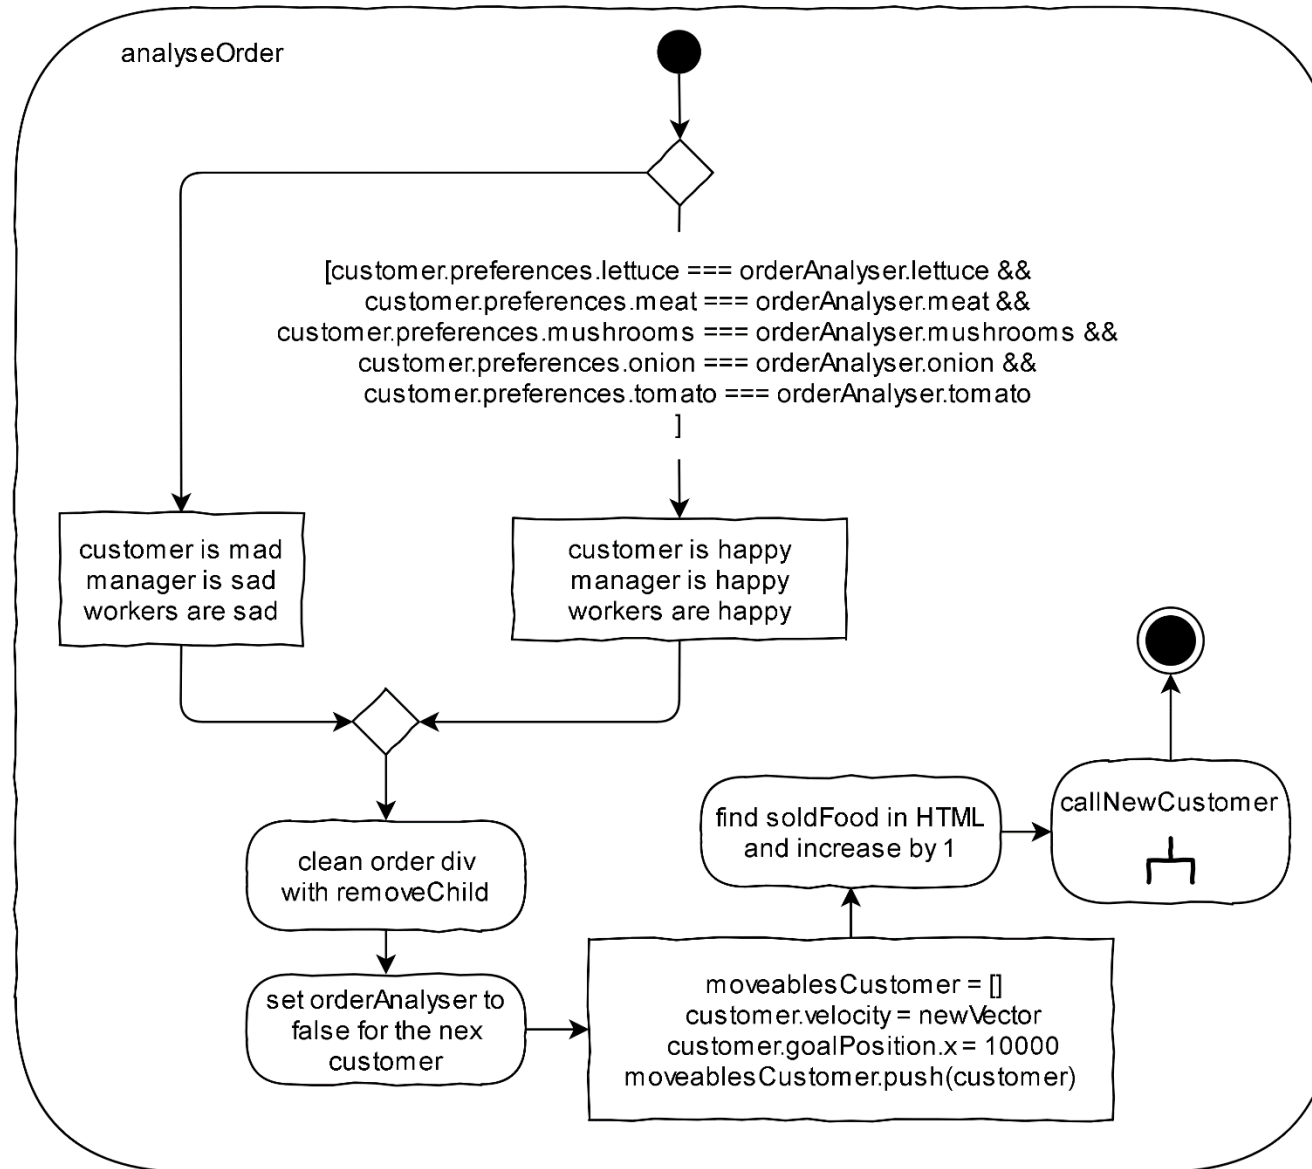 analyseOrder
[customer.preferences.lettuce === orderAnalyser.lettuce &&
customer.preferences.meat === orderAnalyser.meat &&
customer.preferences.mushrooms === orderAnalyser.mushrooms &&
customer.preferences.onion === orderAnalyser.onion &&
customer.preferences.tomato === orderAnalyser.tomato
]
customer is mad
manager is sad
workers are sad
customer is happy
manager is happy
workers are happy
clean order div
with removeChild
set orderAnalyser to
false for the nex
customer
moveablesCustomer = []
customer.velocity = newVector
customer.goalPosition.x = 10000
moveablesCustomer.push(customer)
find soldFood in HTML
and increase by 1
callNewCustomer